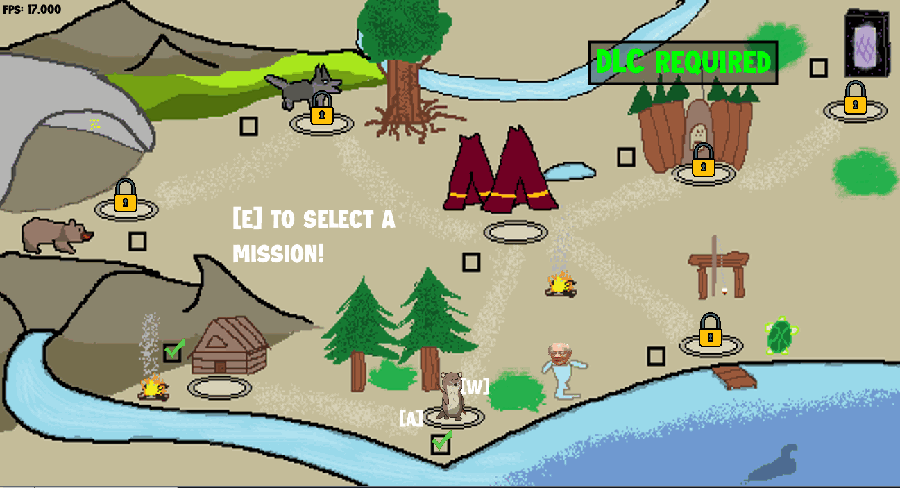 FPS: 17.000
DLC REQUIRED
[E] TO SELECT A
MISSION!
[W]
[A]